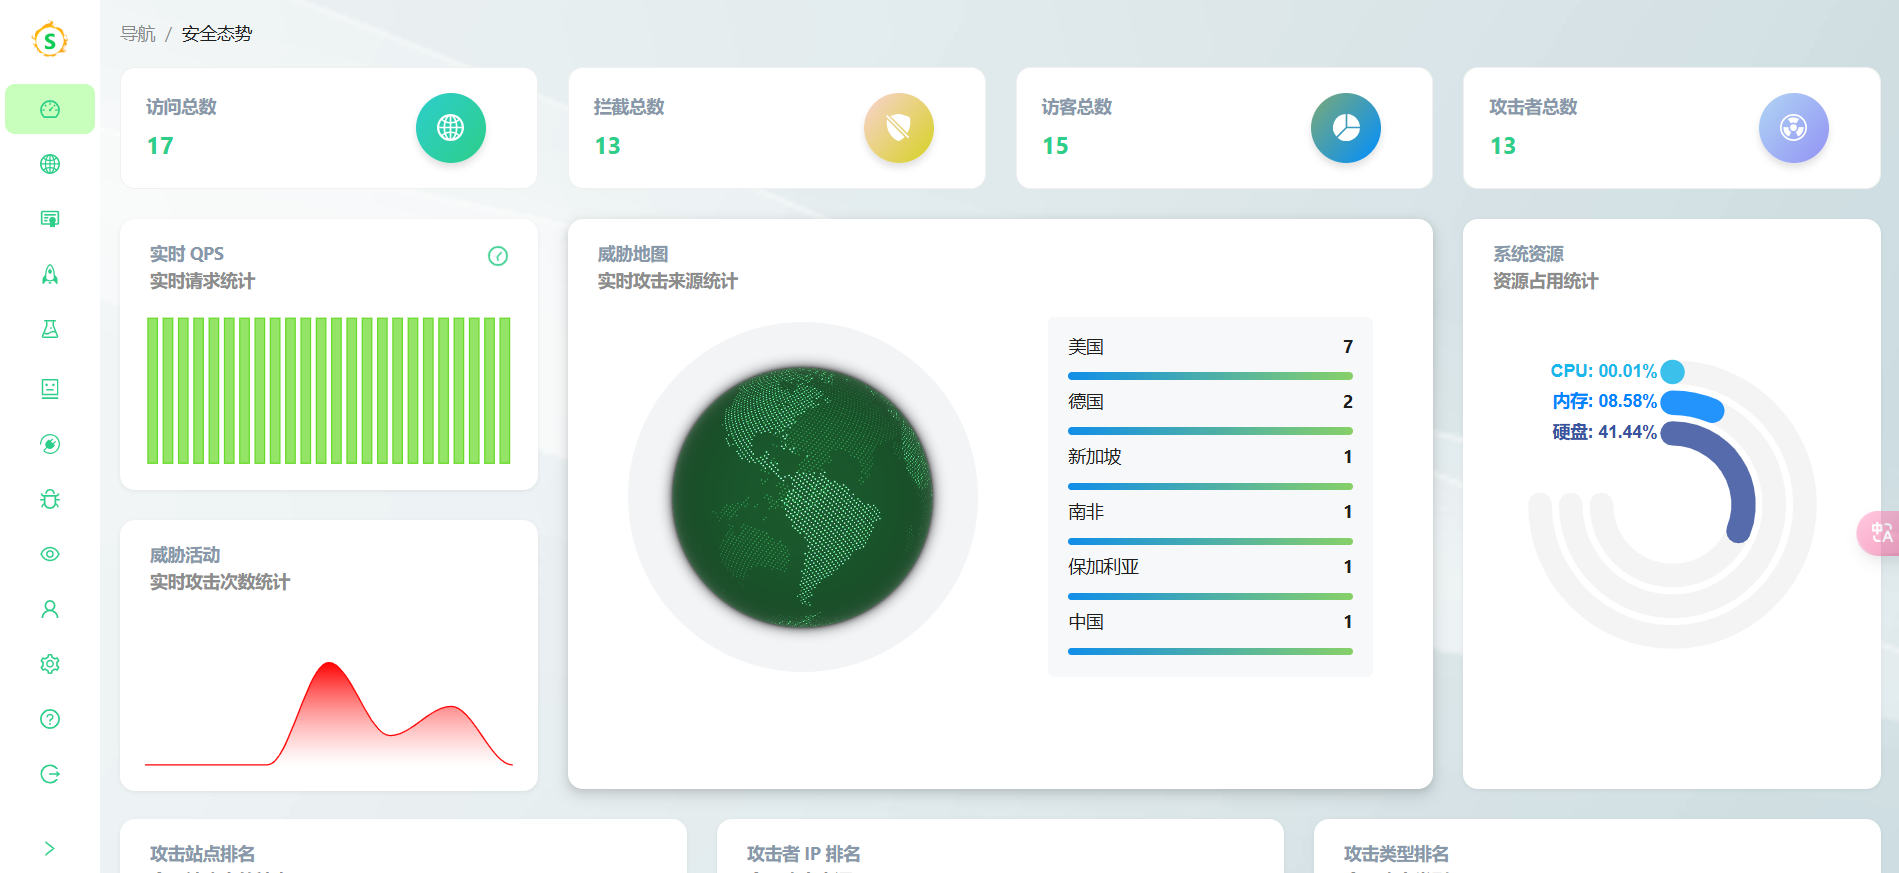 S
导航 / 安全态势
访问总数
17
拦截总数
13
访客总数
15
攻击者总数
13
实时 QPS
实时请求统计
威胁地图
实时攻击来源统计
美国 7
德国 2
新加坡 1
南非 1
保加利亚 1
中国 1
系统资源
资源占用统计
CPU: 00.01%
内存: 08.58%
硬盘: 41.44%
中A
威胁活动
实时攻击次数统计
攻击站点排名
攻击者 IP 排名
攻击类型排名